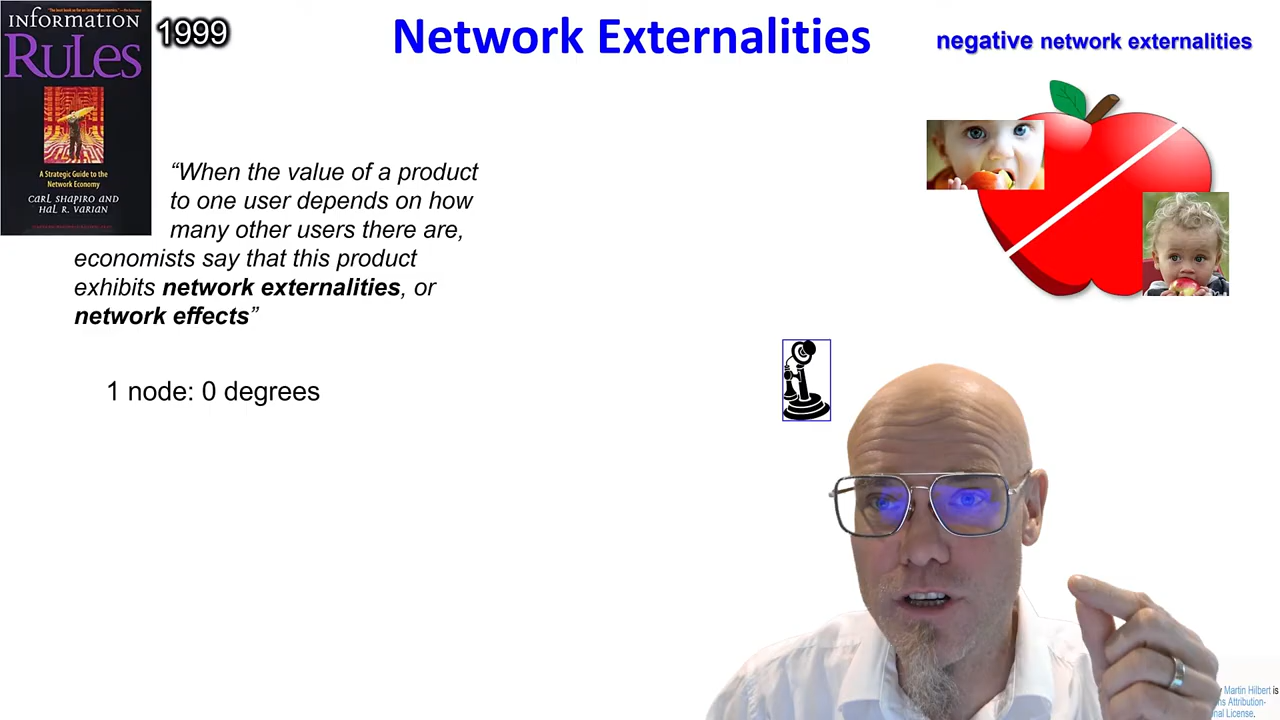 INFORMATION
RULES
A Strategic Guide to the
Network Economy
CARL SHAPIRO AND
HAL R. VARIAN
1999
Network Externalities
negative network externalities
“When the value of a product
to one user depends on how
many other users there are,
economists say that this product
exhibits network externalities, or
network effects”
1 node: 0 degrees
Martin Hilbert is
Attribution-
License.